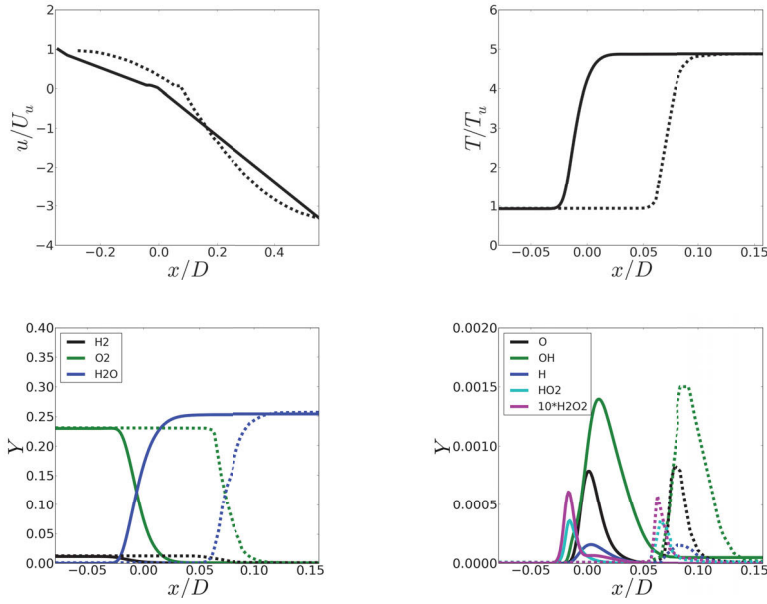 2
1
0
−1
−2
−3
−4
−0.2
0.0
0.2
0.4
u/U_u
x/D
6
5
4
3
2
1
0
−0.05
0.00
0.05
0.10
0.15
T/T_u
x/D
0.40
0.35
0.30
0.25
0.20
0.15
0.10
0.05
0.00
H2
O2
H2O
−0.05
0.00
0.05
0.10
0.15
Y
x/D
0.0020
0.0015
0.0010
0.0005
0.0000
O
OH
H
HO2
10*H2O2
−0.05
0.00
0.05
0.10
0.15
Y
x/D